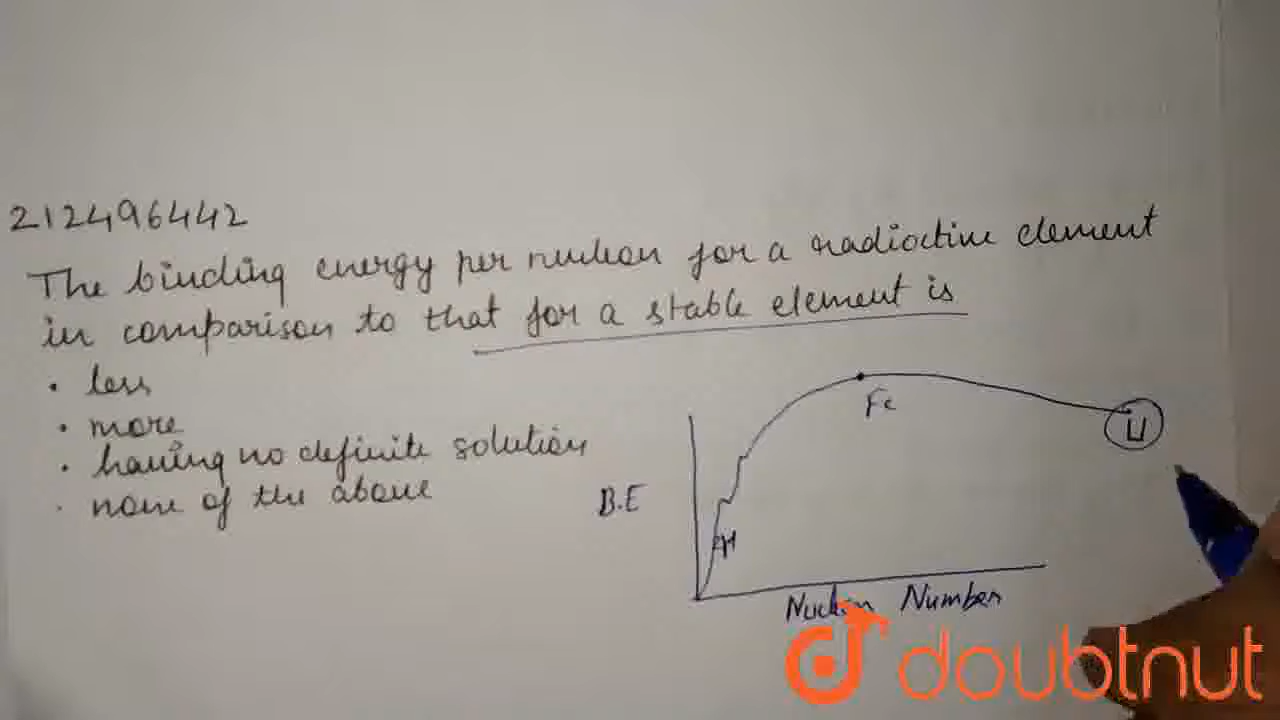 212496442
The binding energy per nucleon for a radioctive element
in comparison to that for a stable element is
• less
• more
• having no definite solution
• none of the above
Fe
U
B.E
H
Nucleon Number
doubtnut